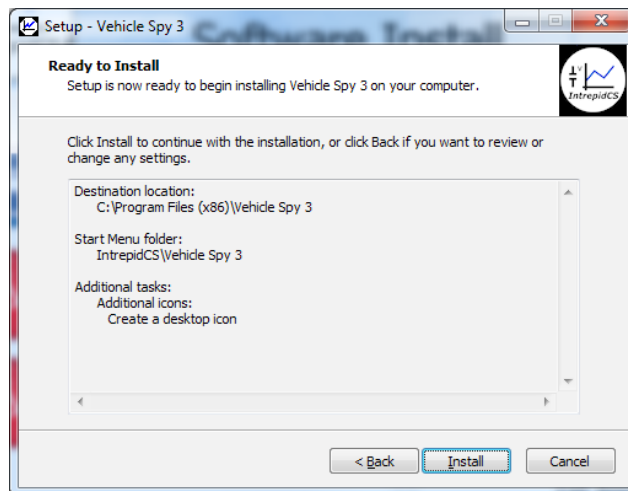 Setup - Vehicle Spy 3
Software Install
Ready to Install
Setup is now ready to begin installing Vehicle Spy 3 on your computer.
IntrepidCS
Click Install to continue with the installation, or click Back if you want to review or
change any settings.
Destination location:
C:\Program Files (x86)\Vehicle Spy 3
Start Menu folder:
IntrepidCS\Vehicle Spy 3
Additional tasks:
Additional icons:
Create a desktop icon
< Back
Install
Cancel